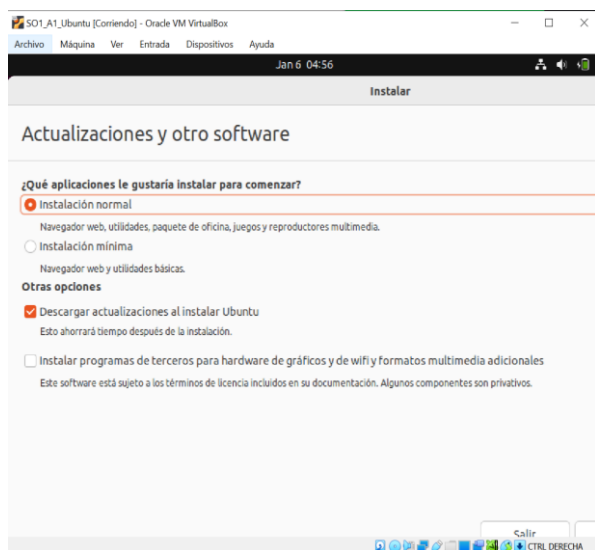 SO1_A1_Ubuntu [Corriendo] - Oracle VM VirtualBox
Archivo Máquina Ver Entrada Dispositivos Ayuda
Jan 6 04:56
Instalar
Actualizaciones y otro software
¿Qué aplicaciones le gustaría instalar para comenzar?
Instalación normal
Navegador web, utilidades, paquete de oficina, juegos y reproductores multimedia.
Instalación mínima
Navegador web y utilidades básicas.
Otras opciones
Descargar actualizaciones al instalar Ubuntu
Esto ahorrará tiempo después de la instalación.
Instalar programas de terceros para hardware de gráficos y de wifi y formatos multimedia adicionales
Este software está sujeto a los términos de licencia incluidos en su documentación. Algunos componentes son privativos.
Salir
CTRL DERECHA